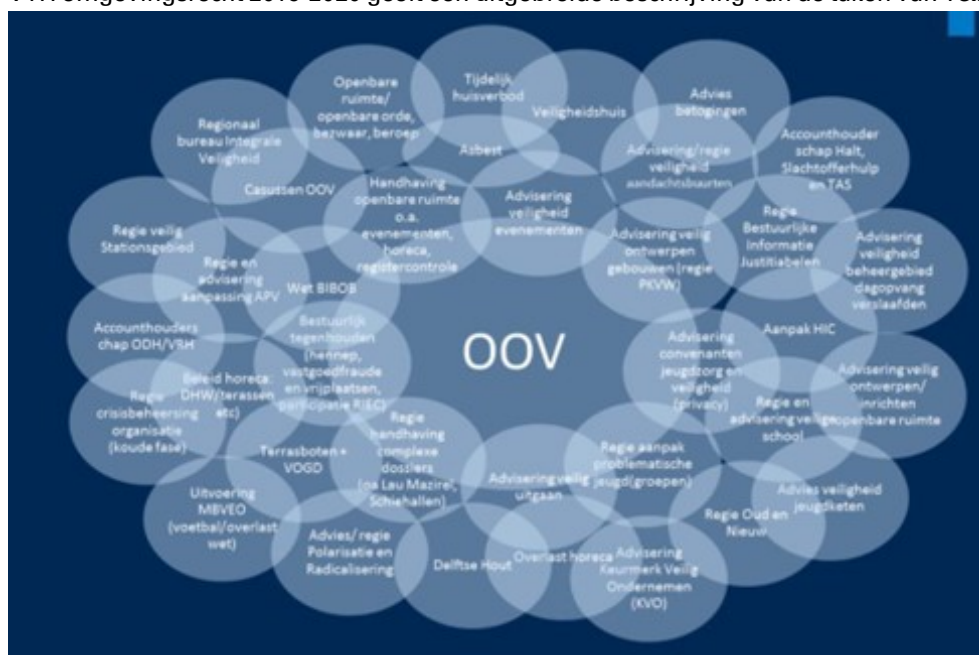 Openbare
ruimte/
openbare orde,
bezwaar, beroep
Tijdelijk
huisverbod
Veiligheidshuis
Advies
betogingen
Regionaal
bureau Integrale
Veiligheid
Asbest
Advisering/regie
veiligheid
aandachtsbuurten
Accounthouder
schap Halt,
Slachtofferhulp
en TAS
Casussen OOV
Handhaving
openbare ruimte
o.a.
evenementen,
horeca,
registercontrole
Advisering
veiligheid
evenementen
Regie
Bestuurlijke
Informatie
Justitiabelen
Regie veilig
Stationsgebied
Advisering veilig
ontwerpen
gebouwen (regie
PKVW)
Advisering
veiligheid
beheergebied
dagopvang
verslaafden
Regie en
advisering
aanpassing APV
Wet BIBOB
Accounthouders
chap ODH/VRH
Bestuurlijk
tegenhouden
(hennep,
vastgoedfraude
en vrijplaatsen,
participatie RIEC)
OOV
Advisering
convenanten
jeugdzorg en
veiligheid
(privacy)
Aanpak HIC
Advisering veilig
ontwerpen/
inrichten
openbare ruimte
Beleid horeca:
DHW/terassen
etc)
Regie
crisisbeheersing
organisatie
(koude fase)
Regie en
advisering veilige
school
Terrasboten +
VOGD
Regie
handhaving
complexe
dossiers
(oa Lau Mazirel,
Schiehallen)
Advisering veilig
uitgaan
Regie aanpak
problematische
jeugd(groepen)
Advies veiligheid
jeugdketen
Uitvoering
MBVEO
(voetbal/overlast
wet)
Regie Oud en
Nieuw
Advies/ regie
Polarisatie en
Radicalisering
Delftse Hout
Overlast horeca
Advisering
Keurmerk Veilig
Ondernemen
(KVO)